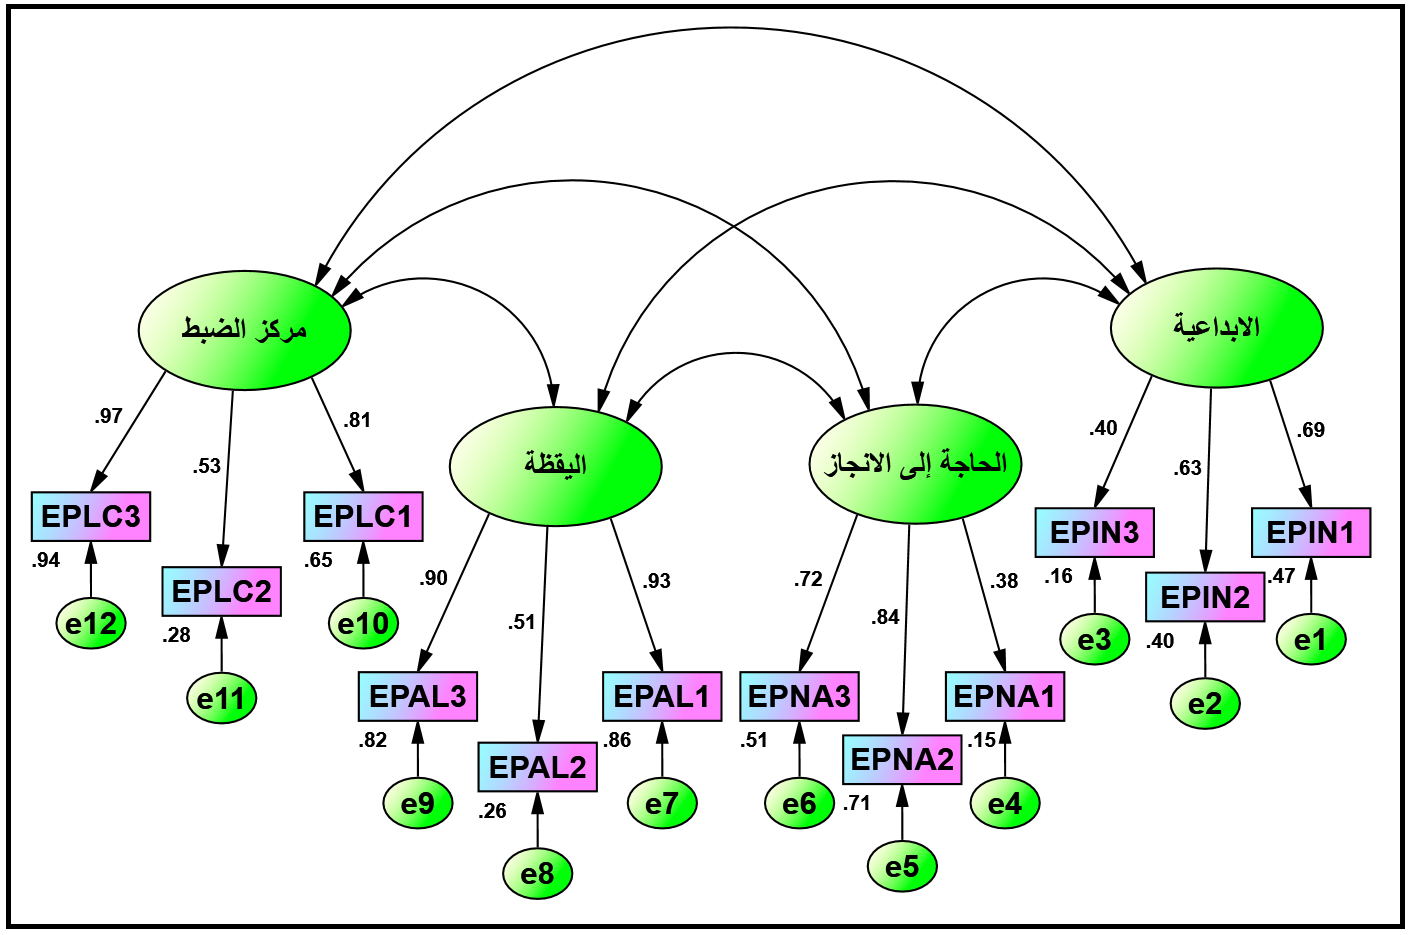 مركز الضبط
الابداعية
اليقظة
الحاجة إلى الانجاز
.97
.53
.81
.40
.63
.69
EPLC3
EPLC2
EPLC1
.94
.28
.65
e12
e11
e10
.90
.51
.93
EPAL3
EPAL2
EPAL1
.82
.26
.86
e9
e8
e7
.72
.84
.38
EPNA3
EPNA2
EPNA1
.51
.71
.15
e6
e5
e4
EPIN3
EPIN2
EPIN1
.16
.40
.47
e3
e2
e1